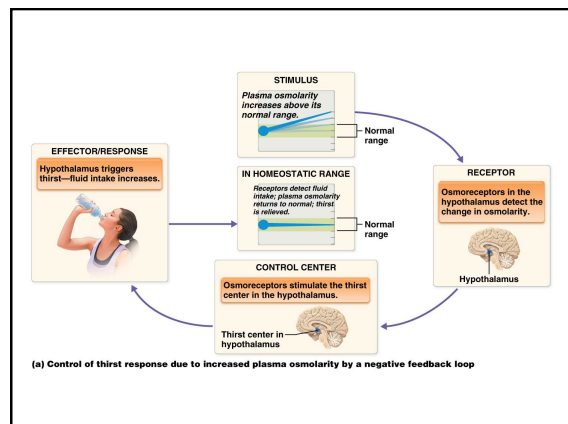 STIMULUS
Plasma osmolarity
increases above its
normal range.
Normal
range
EFFECTOR/RESPONSE
Hypothalamus triggers
thirst—fluid intake increases.
IN HOMEOSTATIC RANGE
Receptors detect fluid
intake; plasma osmolarity
returns to normal; thirst
is relieved.
Normal
range
RECEPTOR
Osmoreceptors in the
hypothalamus detect the
change in osmolarity.
Hypothalamus
CONTROL CENTER
Osmoreceptors stimulate the thirst
center in the hypothalamus.
Thirst center in
hypothalamus
(a) Control of thirst response due to increased plasma osmolarity by a negative feedback loop